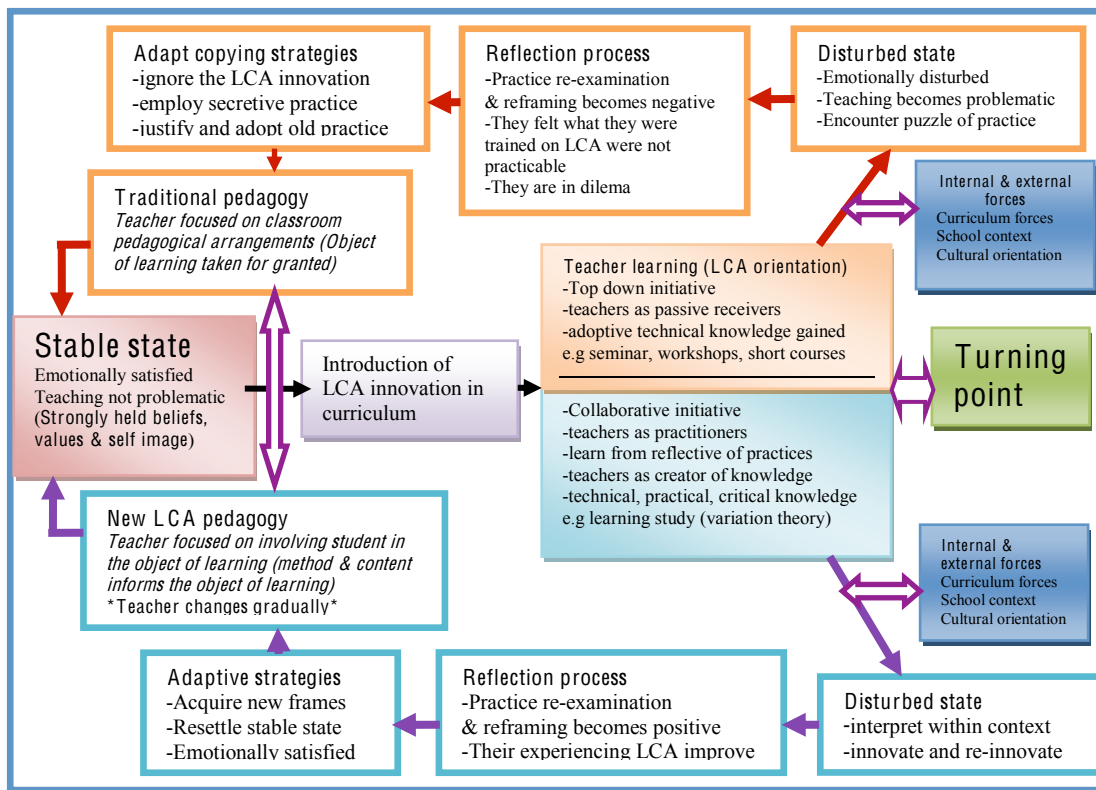 Adapt copying strategies
-ignore the LCA innovation
-employ secretive practice
-justify and adopt old practice
Reflection process
-Practice re-examination
& reframing becomes negative
-They felt what they were
trained on LCA were not
practicable
-They are in dilema
Disturbed state
-Emotionally disturbed
-Teaching becomes problematic
-Encounter puzzle of practice
Traditional pedagogy
Teacher focused on classroom
pedagogical arrangements (Object
of learning taken for granted)
Internal & external
forces
Curriculum forces
School context
Cultural orientation
Teacher learning (LCA orientation)
-Top down initiative
-teachers as passive receivers
-adoptive technical knowledge gained
e.g seminar, workshops, short courses
Stable state
Emotionally satisfied
Teaching not problematic
(Strongly held beliefs,
values & self image)
Introduction of
LCA innovation in
curriculum
Turning
point
-Collaborative initiative
-teachers as practitioners
-learn from reflective of practices
-teachers as creator of knowledge
-technical, practical, critical knowledge
e.g learning study (variation theory)
New LCA pedagogy
Teacher focused on involving student in
the object of learning (method & content
informs the object of learning)
*Teacher changes gradually*
Internal &
external forces
Curriculum forces
School context
Cultural orientation
Adaptive strategies
-Acquire new frames
-Resettle stable state
-Emotionally satisfied
Reflection process
-Practice re-examination
& reframing becomes positive
-Their experiencing LCA improve
Disturbed state
-interpret within context
-innovate and re-innovate